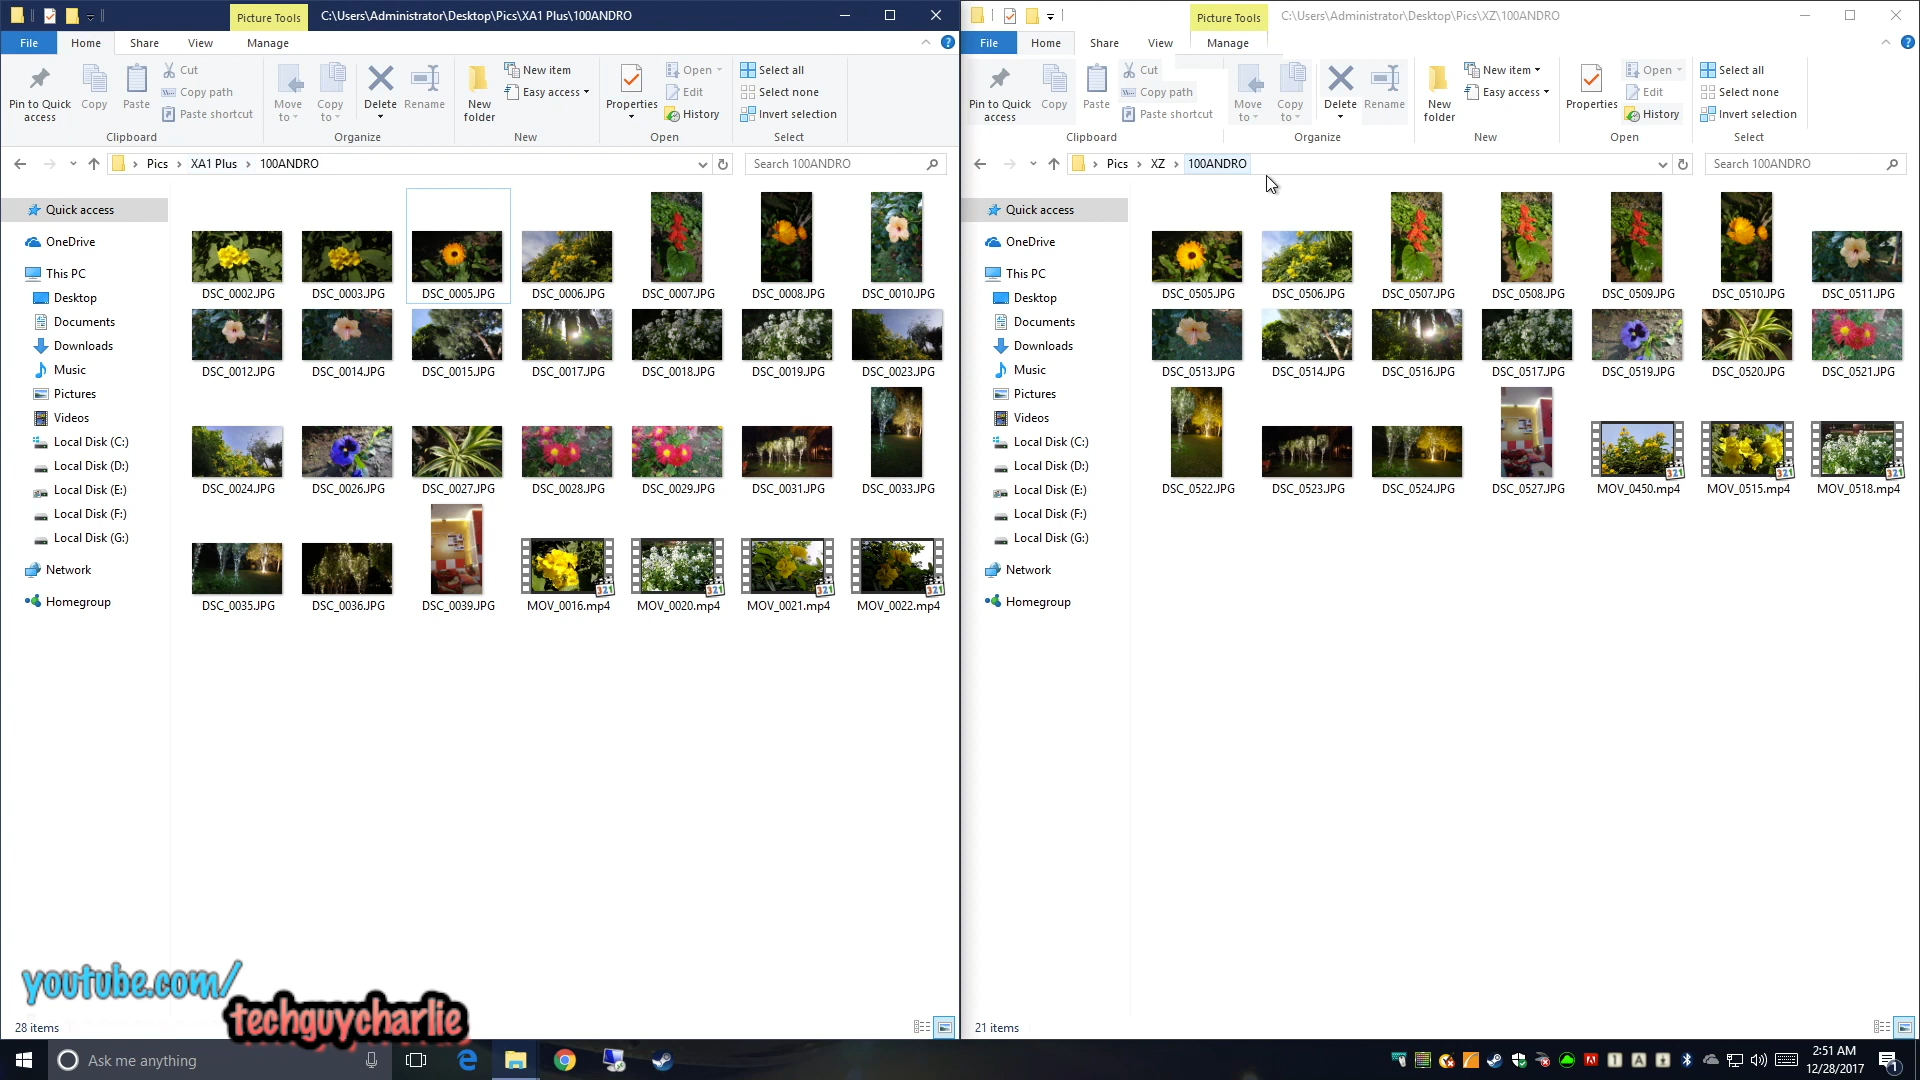 Picture Tools
C:\Users\Administrator\Desktop\Pics\XA1 Plus\100ANDRO
File Home Share View Manage
Pin to Quick access
Copy
Paste
Cut
Copy path
Paste shortcut
Clipboard
Move to
Copy to
Delete
Rename
Organize
New folder
New item
Easy access
New
Properties
Open
Edit
History
Open
Select all
Select none
Invert selection
Select
Pics XA1 Plus 100ANDRO
Search 100ANDRO
Quick access
OneDrive
This PC
Desktop
Documents
Downloads
Music
Pictures
Videos
Local Disk (C:)
Local Disk (D:)
Local Disk (E:)
Local Disk (F:)
Local Disk (G:)
Network
Homegroup
DSC_0002.JPG DSC_0003.JPG DSC_0005.JPG DSC_0006.JPG DSC_0007.JPG DSC_0008.JPG DSC_0010.JPG
DSC_0012.JPG DSC_0014.JPG DSC_0015.JPG DSC_0017.JPG DSC_0018.JPG DSC_0019.JPG DSC_0023.JPG
DSC_0024.JPG DSC_0026.JPG DSC_0027.JPG DSC_0028.JPG DSC_0029.JPG DSC_0031.JPG DSC_0033.JPG
321 321 321 321
DSC_0035.JPG DSC_0036.JPG DSC_0039.JPG MOV_0016.mp4 MOV_0020.mp4 MOV_0021.mp4 MOV_0022.mp4
28 items
youtube.com/
techguycharlie
Picture Tools
C:\Users\Administrator\Desktop\Pics\XZ\100ANDRO
File Home Share View Manage
Pin to Quick access
Copy
Paste
Cut
Copy path
Paste shortcut
Clipboard
Move to
Copy to
Delete
Rename
Organize
New folder
New item
Easy access
New
Properties
Open
Edit
History
Open
Select all
Select none
Invert selection
Select
Pics XZ 100ANDRO
Search 100ANDRO
Quick access
OneDrive
This PC
Desktop
Documents
Downloads
Music
Pictures
Videos
Local Disk (C:)
Local Disk (D:)
Local Disk (E:)
Local Disk (F:)
Local Disk (G:)
Network
Homegroup
DSC_0505.JPG DSC_0506.JPG DSC_0507.JPG DSC_0508.JPG DSC_0509.JPG DSC_0510.JPG DSC_0511.JPG
DSC_0513.JPG DSC_0514.JPG DSC_0516.JPG DSC_0517.JPG DSC_0519.JPG DSC_0520.JPG DSC_0521.JPG
321 321 321
DSC_0522.JPG DSC_0523.JPG DSC_0524.JPG DSC_0527.JPG MOV_0450.mp4 MOV_0515.mp4 MOV_0518.mp4
21 items
Ask me anything
1 A
2:51 AM
12/28/2017
1